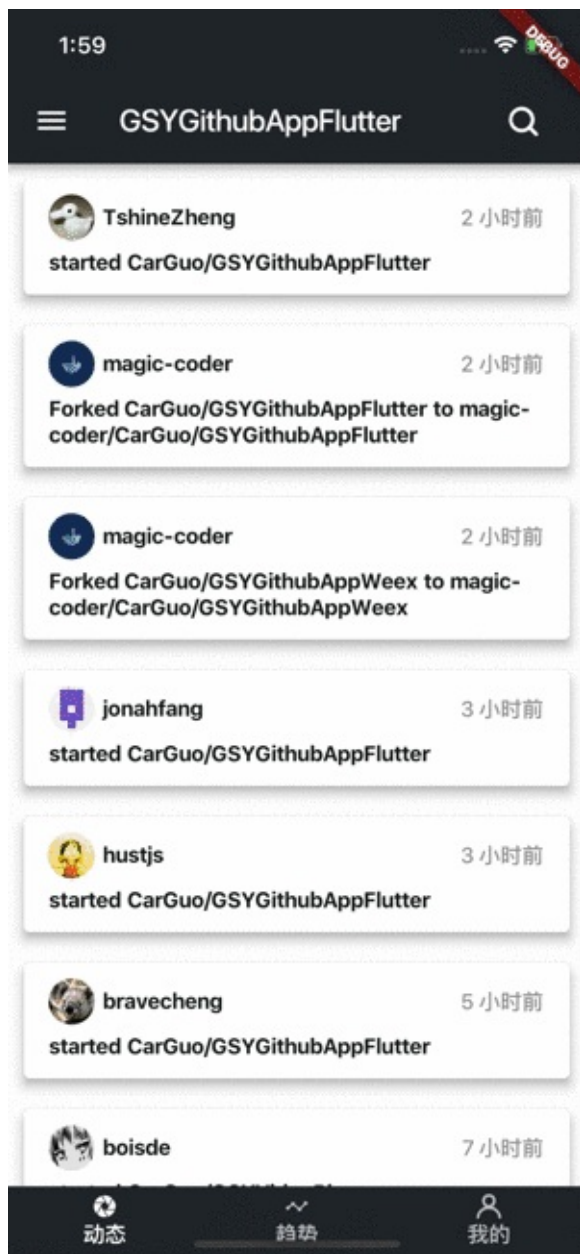 1:59
DEBUG
GSYGithubAppFlutter
TshineZheng
2 小时前
started CarGuo/GSYGithubAppFlutter
magic-coder
2 小时前
Forked CarGuo/GSYGithubAppFlutter to magic-
coder/CarGuo/GSYGithubAppFlutter
magic-coder
2 小时前
Forked CarGuo/GSYGithubAppWeex to magic-
coder/CarGuo/GSYGithubAppWeex
jonahfang
3 小时前
started CarGuo/GSYGithubAppFlutter
hustjs
3 小时前
started CarGuo/GSYGithubAppFlutter
bravecheng
5 小时前
started CarGuo/GSYGithubAppFlutter
boisde
7 小时前
动态
趋势
我的